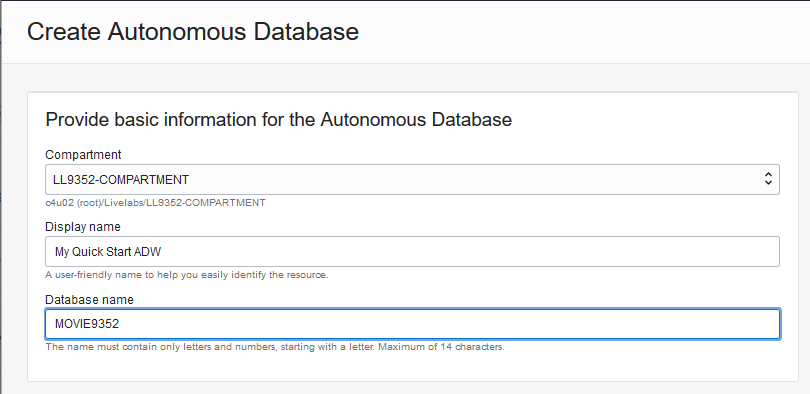 Create Autonomous Database
Provide basic information for the Autonomous Database
Compartment
LL9352-COMPARTMENT
c4u02 (root)/Livelabs/LL9352-COMPARTMENT
Display name
My Quick Start ADW
A user-friendly name to help you easily identify the resource.
Database name
MOVIE9352
The name must contain only letters and numbers, starting with a letter. Maximum of 14 characters.